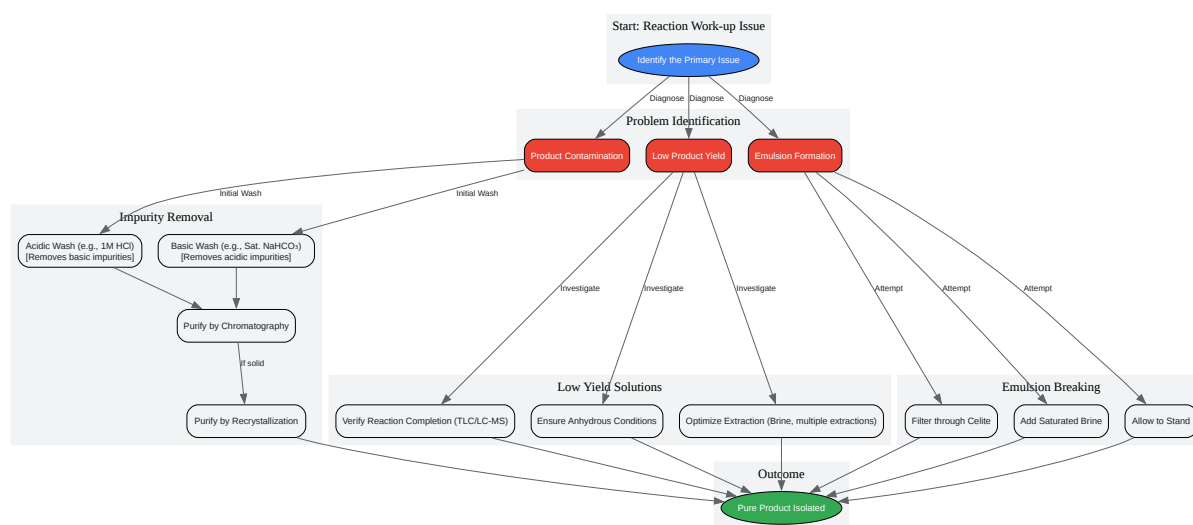 Start: Reaction Work-up Issue
Identify the Primary Issue
Diagnose
Diagnose
Diagnose
Problem Identification
Product Contamination
Low Product Yield
Emulsion Formation
Initial Wash
Initial Wash
Impurity Removal
Acidic Wash (e.g., 1M HCl)
[Removes basic impurities]
Basic Wash (e.g., Sat. NaHCO₃)
[Removes acidic impurities]
Investigate
Investigate
Investigate
Attempt
Attempt
Attempt
Purify by Chromatography
If solid
Low Yield Solutions
Emulsion Breaking
Purify by Recrystallization
Verify Reaction Completion (TLC/LC-MS)
Ensure Anhydrous Conditions
Optimize Extraction (Brine, multiple extractions)
Filter through Celite
Add Saturated Brine
Allow to Stand
Outcome
Pure Product Isolated